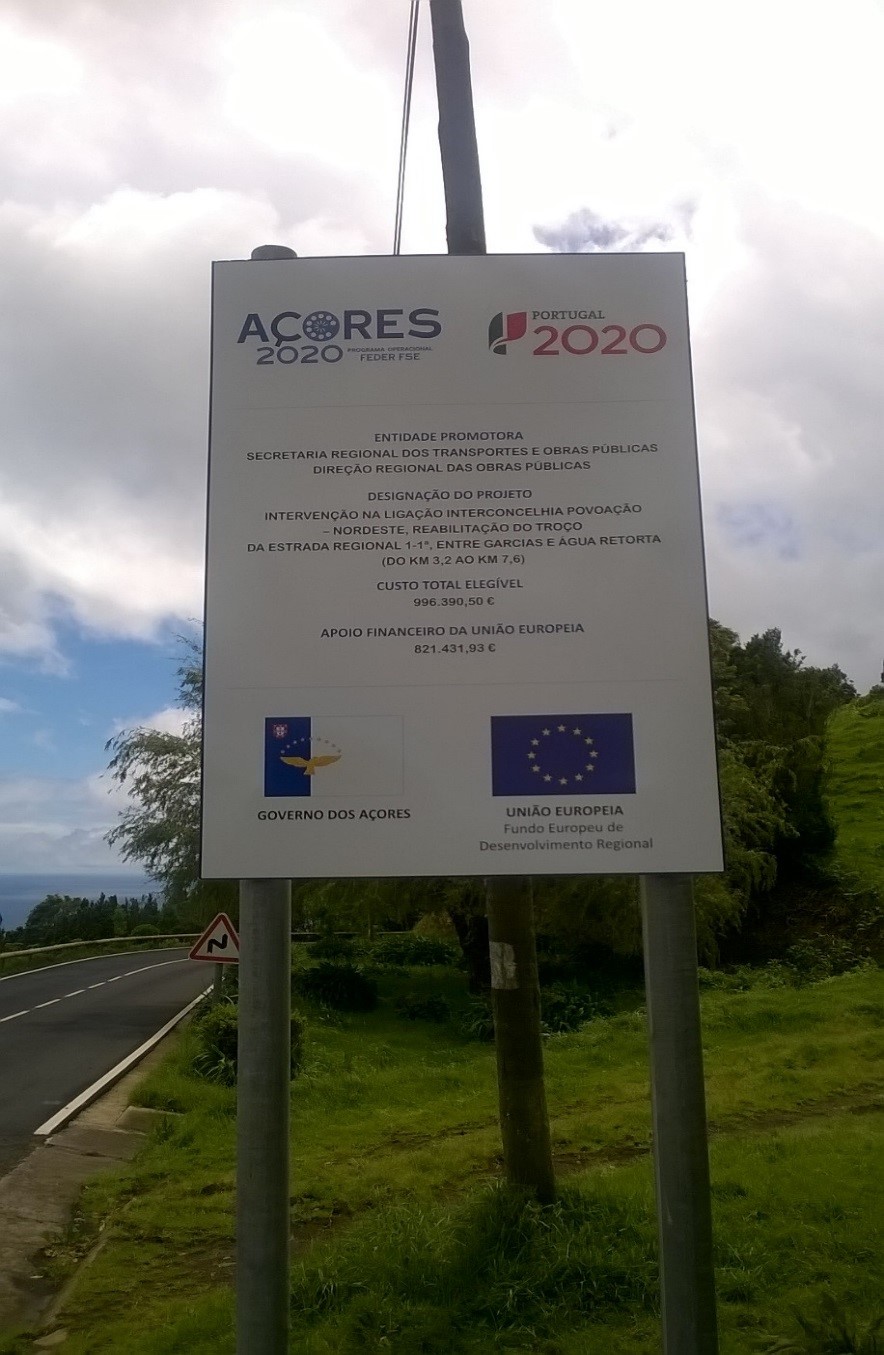 AÇORES
2020 PROGRAMA OPERACIONAL
FEDER FSE
PORTUGAL
2020
ENTIDADE PROMOTORA
SECRETARIA REGIONAL DOS TRANSPORTES E OBRAS PÚBLICAS
DIREÇÃO REGIONAL DAS OBRAS PÚBLICAS
DESIGNAÇÃO DO PROJETO
INTERVENÇÃO NA LIGAÇÃO INTERCONCELHIA POVOAÇÃO
– NORDESTE, REABILITAÇÃO DO TROÇO
DA ESTRADA REGIONAL 1-1ª, ENTRE GARCIAS E ÁGUA RETORTA
(DO KM 3,2 AO KM 7,6)
CUSTO TOTAL ELEGÍVEL
996.390,50 €
APOIO FINANCEIRO DA UNIÃO EUROPEIA
821.431,93 €
GOVERNO DOS AÇORES
UNIÃO EUROPEIA
Fundo Europeu de
Desenvolvimento Regional